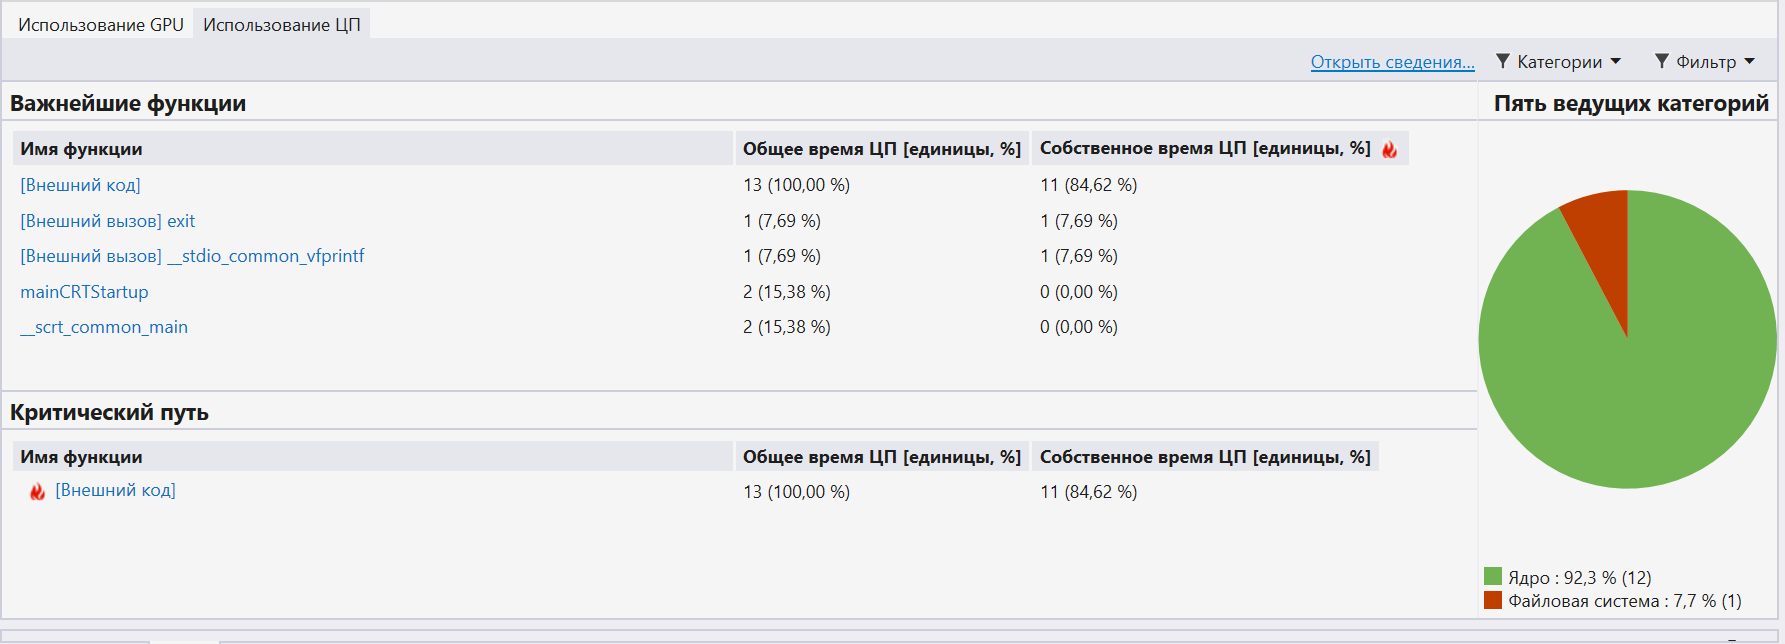 Использование GPU Использование ЦП
Открыть сведения... Категории Фильтр
Важнейшие функции
Пять ведущих категорий
Имя функции Общее время ЦП [единицы, %] Собственное время ЦП [единицы, %]
[Внешний код] 13 (100,00 %) 11 (84,62 %)
[Внешний вызов] exit 1 (7,69 %) 1 (7,69 %)
[Внешний вызов] __stdio_common_vfprintf 1 (7,69 %) 1 (7,69 %)
mainCRTStartup 2 (15,38 %) 0 (0,00 %)
__scrt_common_main 2 (15,38 %) 0 (0,00 %)
Критический путь
Имя функции Общее время ЦП [единицы, %] Собственное время ЦП [единицы, %]
[Внешний код] 13 (100,00 %) 11 (84,62 %)
Ядро : 92,3 % (12)
Файловая система : 7,7 % (1)